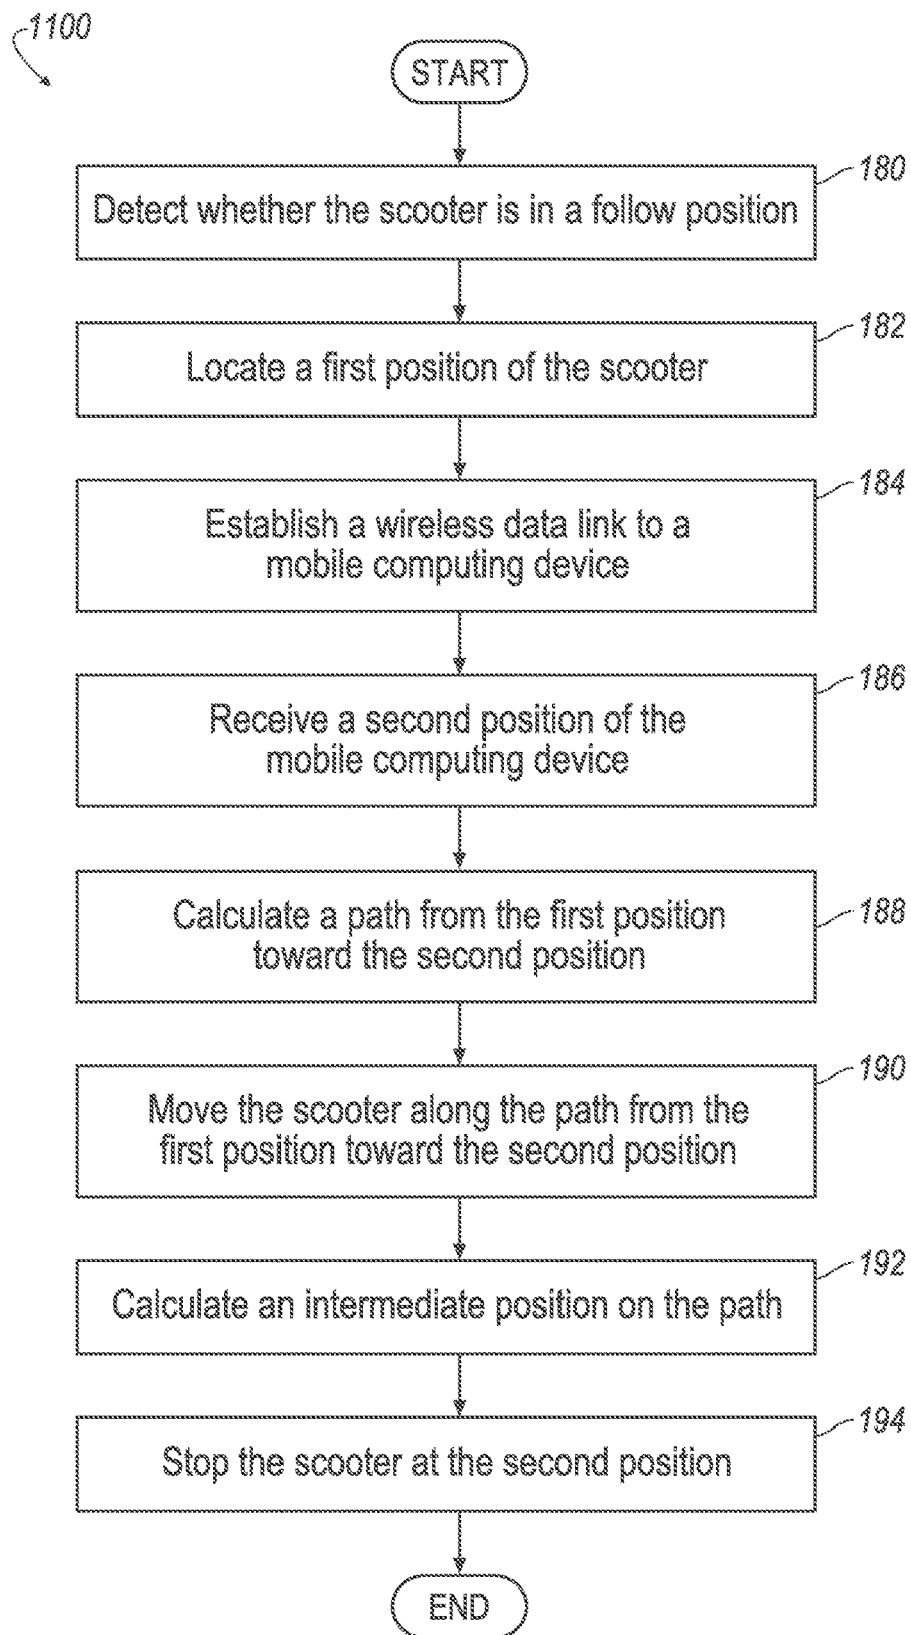 1100
START
180
Detect whether the scooter is in a follow position
182
Locate a first position of the scooter
184
Establish a wireless data link to a
mobile computing device
186
Receive a second position of the
mobile computing device
188
Calculate a path from the first position
toward the second position
190
Move the scooter along the path from the
first position toward the second position
192
Calculate an intermediate position on the path
194
Stop the scooter at the second position
END